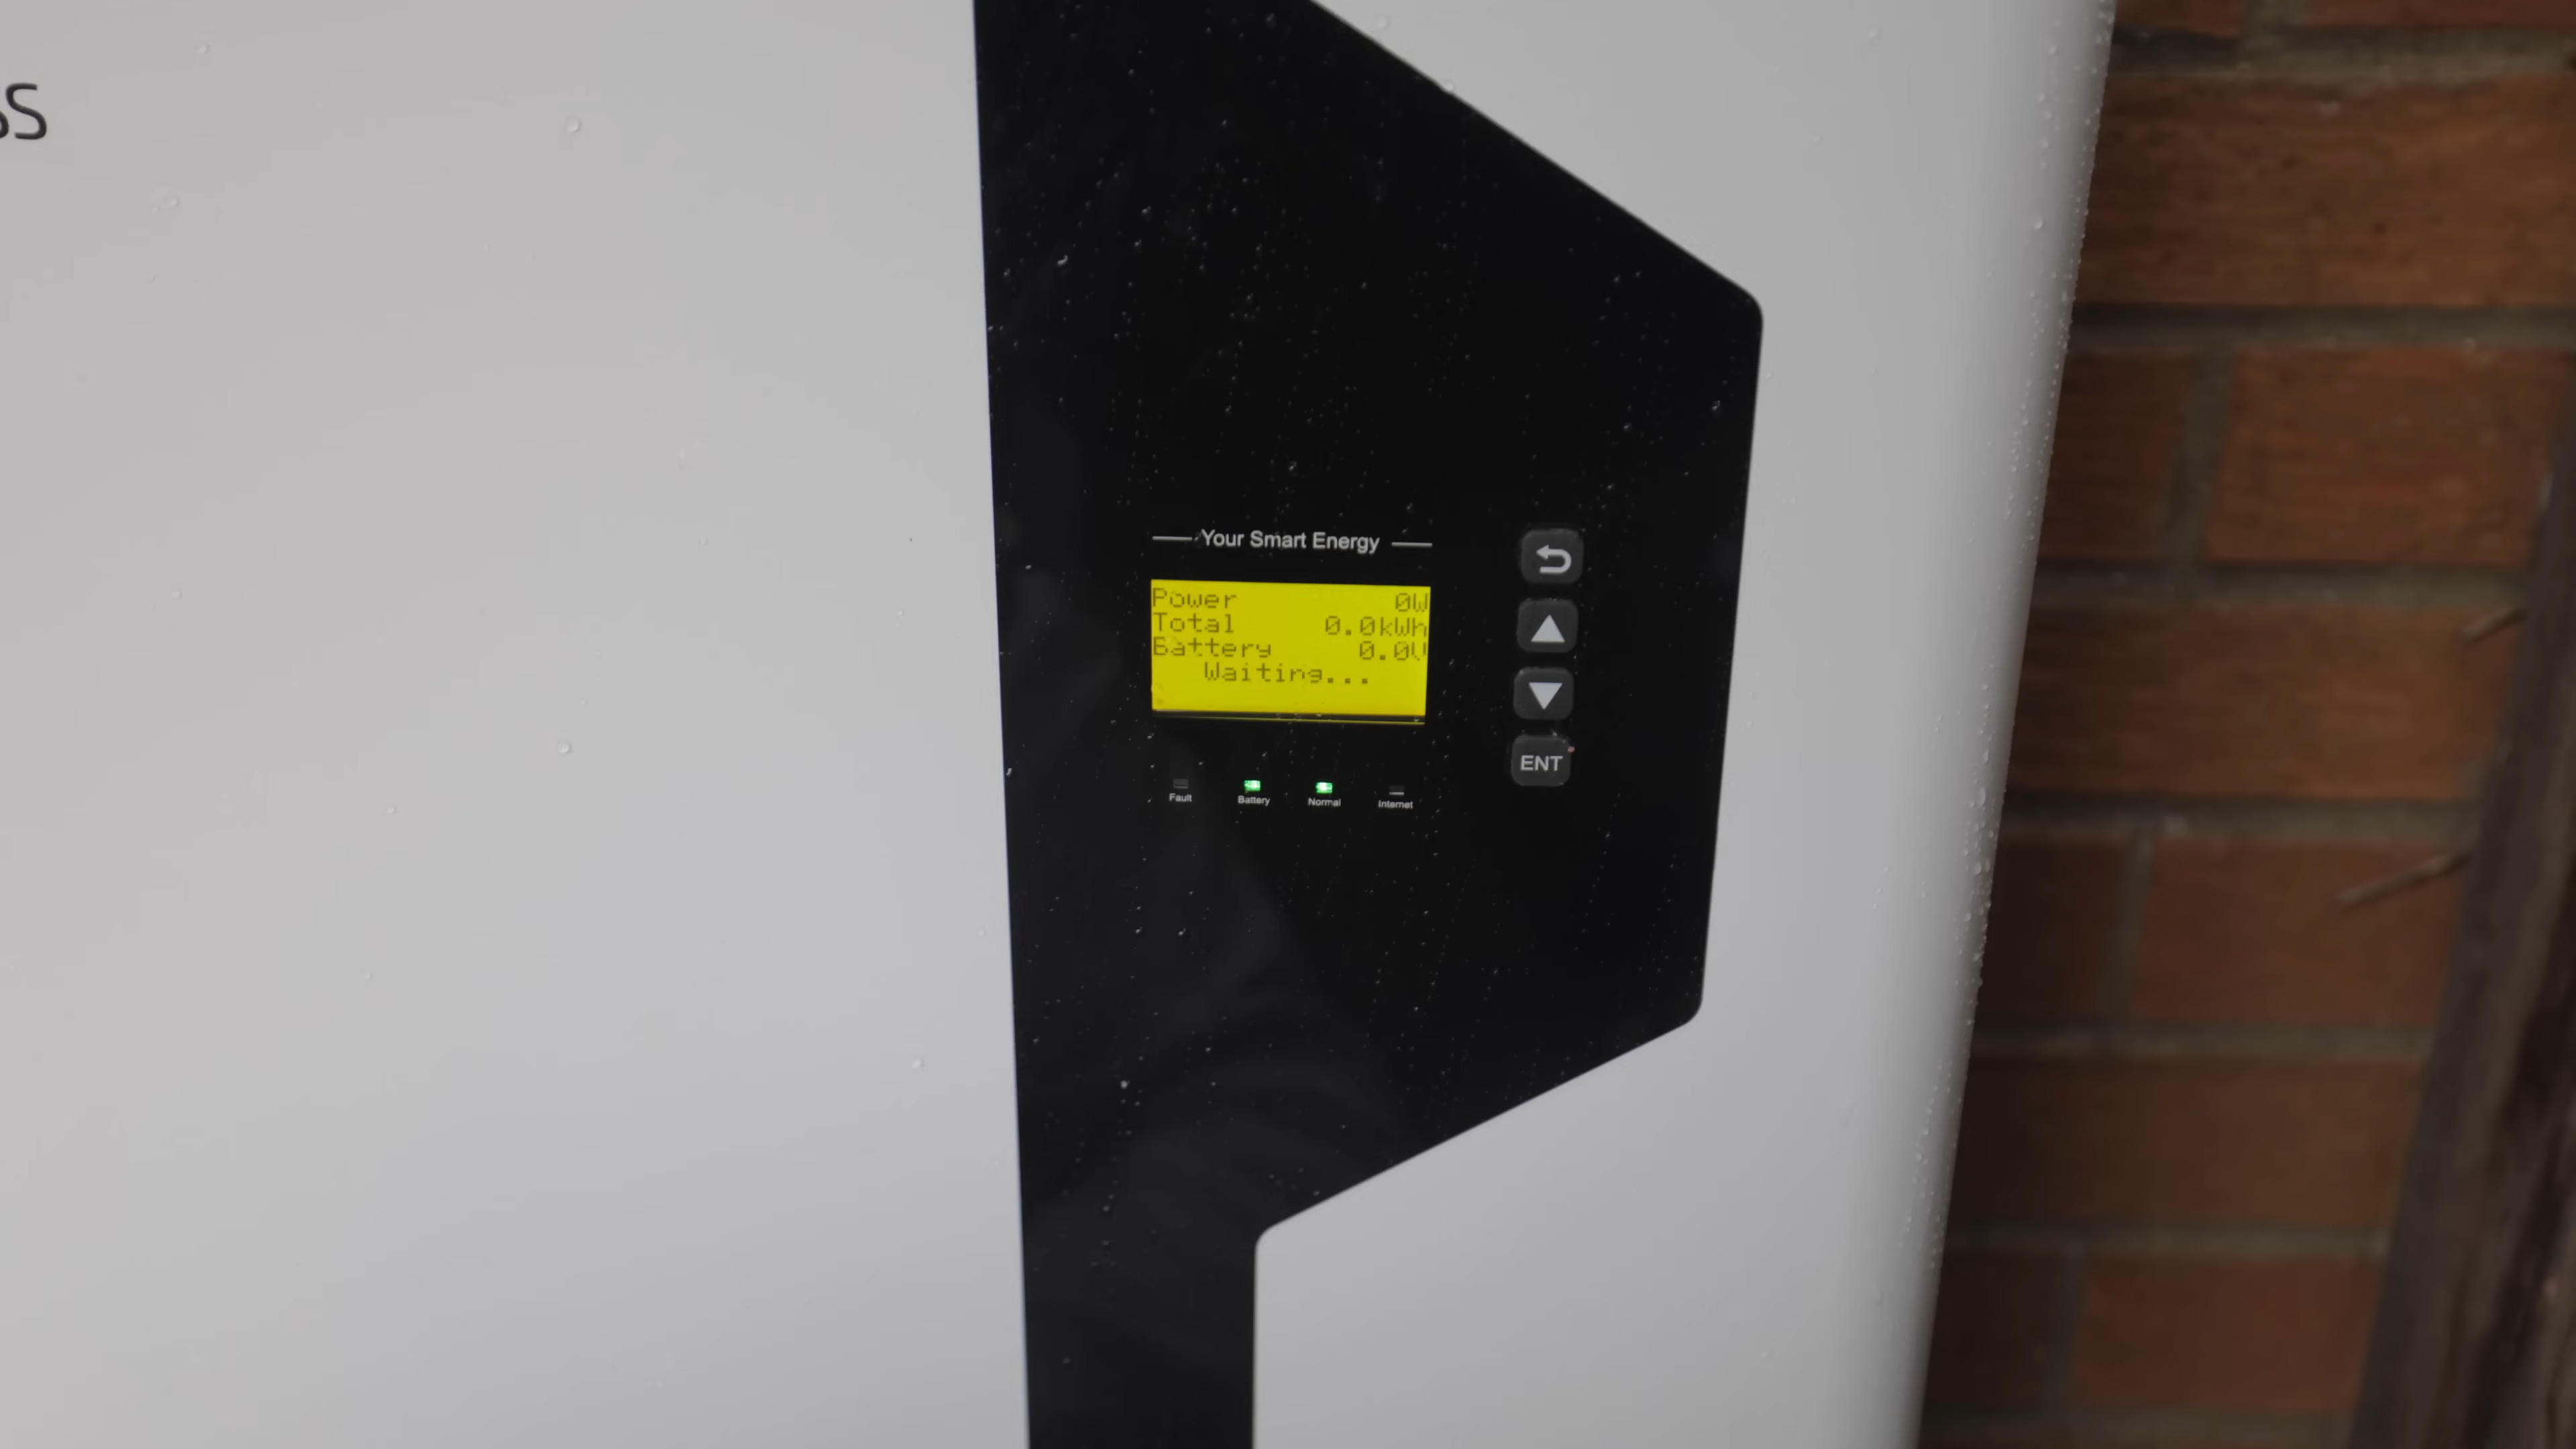 Your Smart Energy
Power 0W
Total 0.0kWh
Battery 0.0V
Waiting...
ENT
Fault Battery Normal Internet